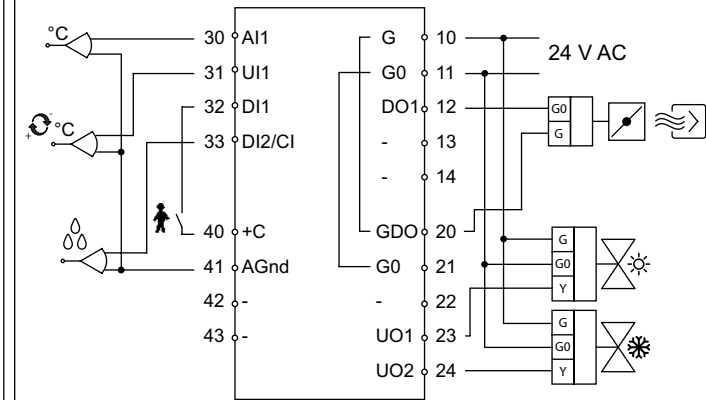 °C 30 AI1 G 10
24 V AC
31 UI1 G0 11
32 DI1 DO1 12 G0
+ - °C 33 DI2/CI - 13 G
- 14
40 +C GDO 20 G
41 AGnd G0 21 G0
42 - - 22 Y
43 - UO1 23 G
G0
UO2 24 Y